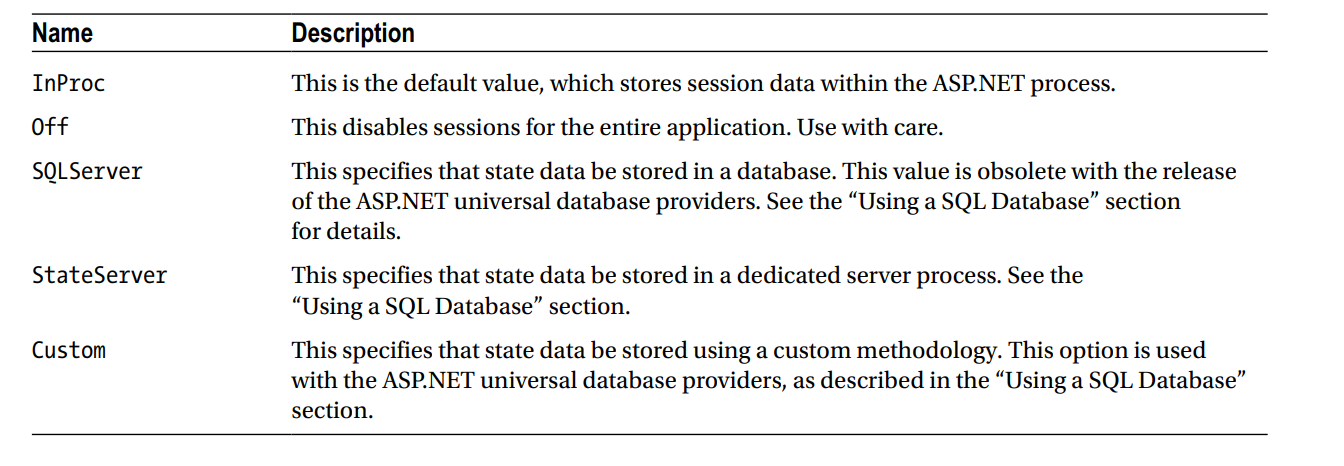 Name Description
InProc This is the default value, which stores session data within the ASP.NET process.
Off This disables sessions for the entire application. Use with care.
SQLServer This specifies that state data be stored in a database. This value is obsolete with the release
of the ASP.NET universal database providers. See the “Using a SQL Database” section
for details.
StateServer This specifies that state data be stored in a dedicated server process. See the
“Using a SQL Database” section.
Custom This specifies that state data be stored using a custom methodology. This option is used
with the ASP.NET universal database providers, as described in the “Using a SQL Database”
section.